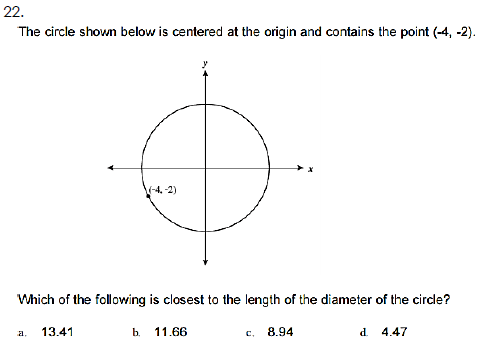 22.
The circle shown below is centered at the origin and contains the point (-4, -2).
y
x
(-4, -2)
Which of the following is closest to the length of the diameter of the circle?
a. 13.41 b. 11.66 c. 8.94 d. 4.47